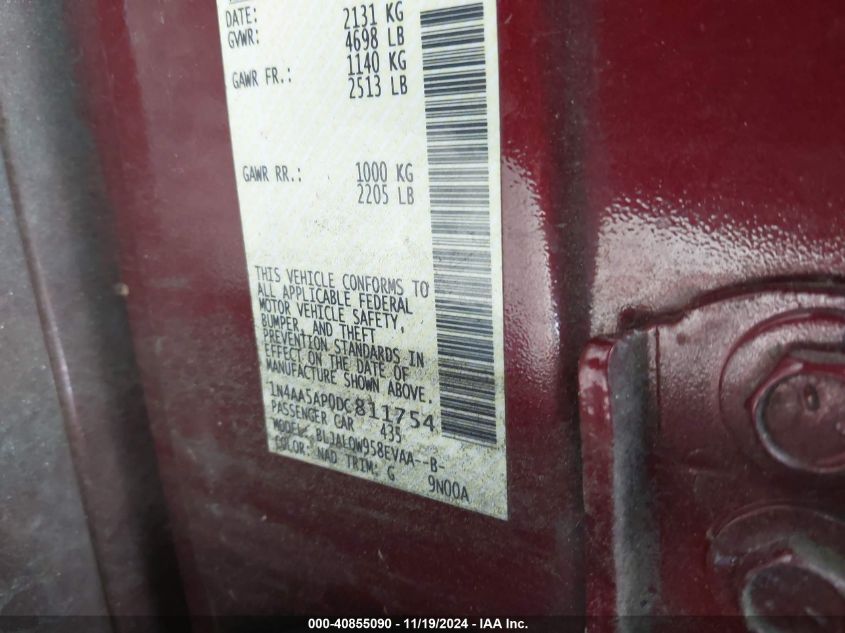 DATE: 2131 KG
GVWR: 4698 LB
GAWR FR.: 1140 KG
2513 LB
GAWR RR.: 1000 KG
2205 LB
THIS VEHICLE CONFORMS TO
ALL APPLICABLE FEDERAL
MOTOR VEHICLE SAFETY,
BUMPER, AND THEFT
PREVENTION STANDARDS IN
EFFECT ON THE DATE OF
MANUFACTURE SHOWN ABOVE.
1N4AA5AP0DC811754
PASSENGER CAR 435
MODEL: BLJALQW958EVAA--B-
COLOR: NAD TRIM: G 9N00A
000-40855090 - 11/19/2024 - IAA Inc.